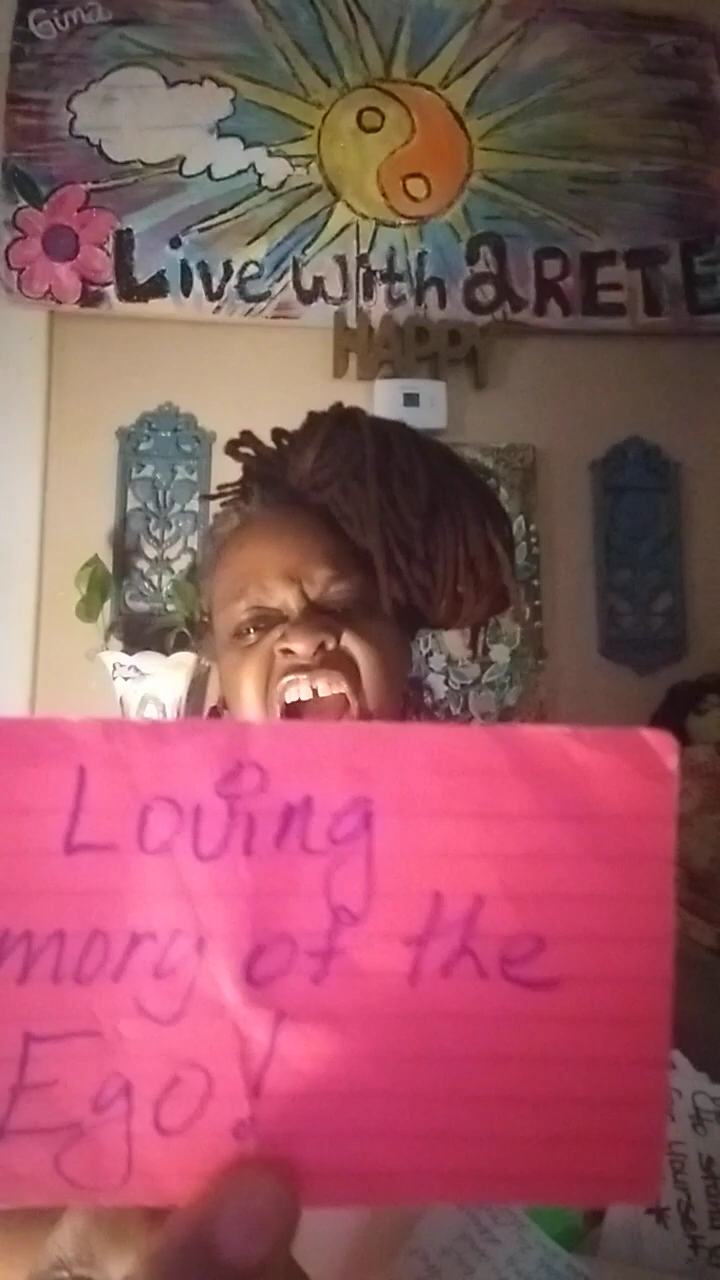 Gina
Live with aRETE
HAPPY
Loving
mory of the
Ego!